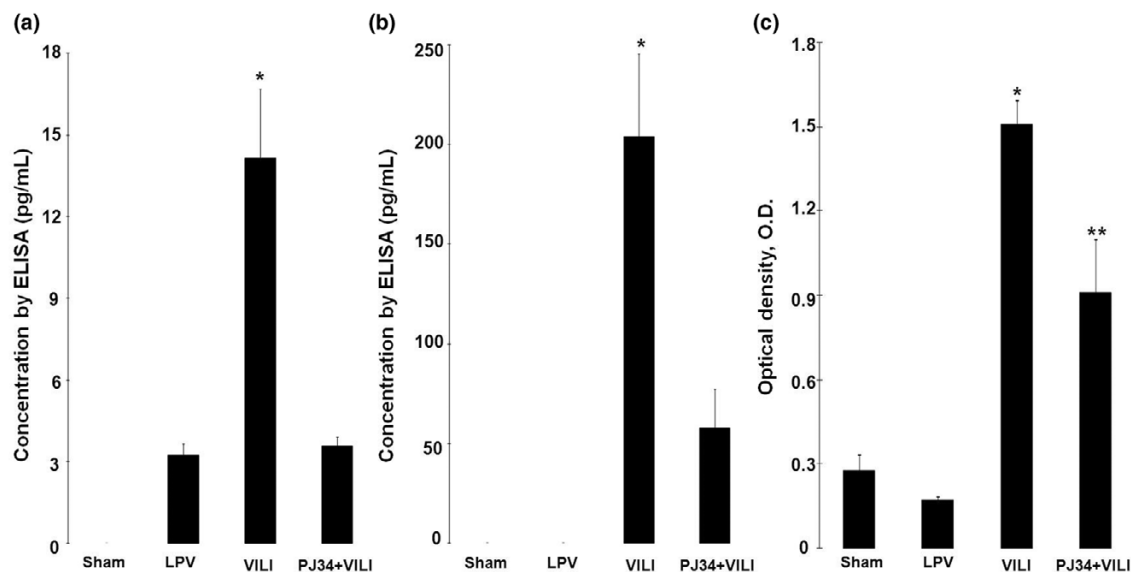 (a)
Concentration by ELISA (pg/mL)
18
15
12
9
6
3
0
*
Sham LPV VILI PJ34+VILI
(b)
Concentration by ELISA (pg/mL)
250
200
150
100
50
0
*
Sham LPV VILI PJ34+VILI
(c)
Optical density, O.D.
1.8
1.5
1.2
0.9
0.6
0.3
0
*
**
Sham LPV VILI PJ34+VILI